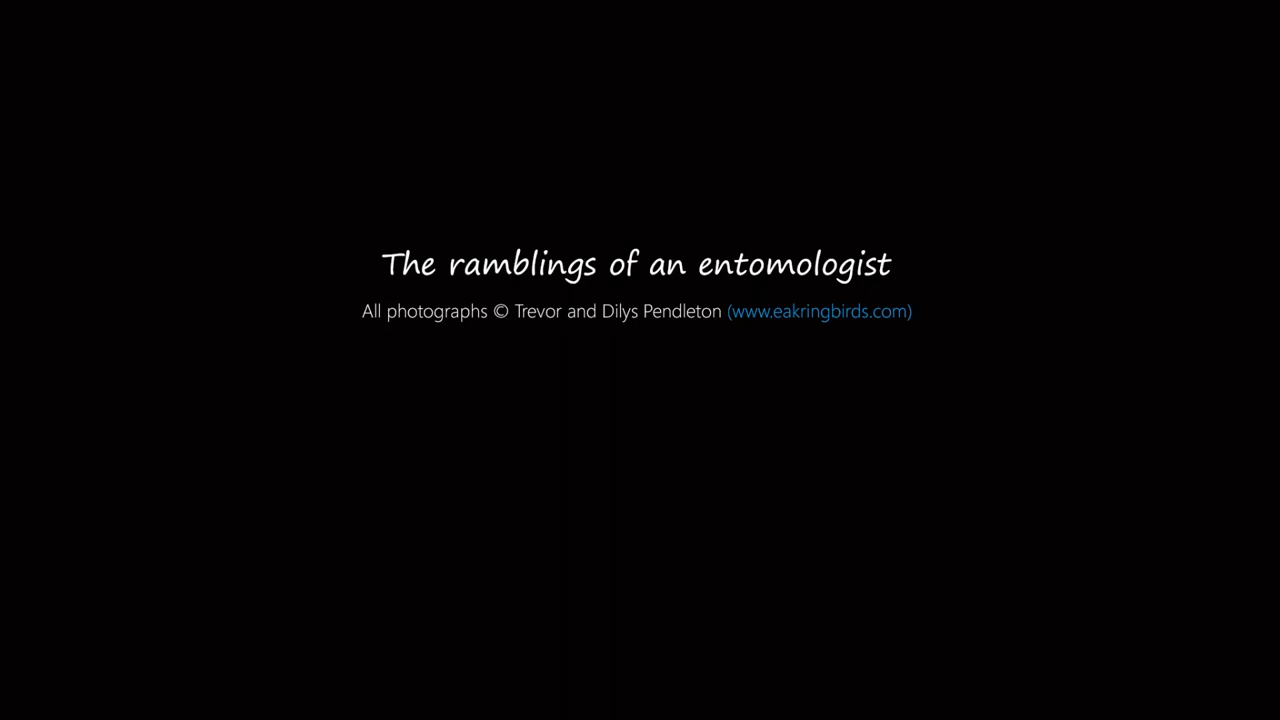 The ramblings of an entomologist
All photographs © Trevor and Dilys Pendleton (www.eakringbirds.com)